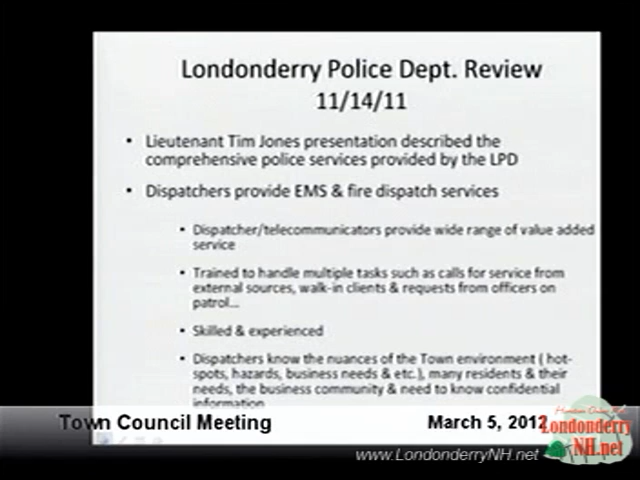 Londonderry Police Dept. Review
11/14/11
• Lieutenant Tim Jones presentation described the
comprehensive police services provided by the LPD
• Dispatchers provide EMS & fire dispatch services
• Dispatcher/telecommunicators provide wide range of value added
service
• Trained to handle multiple tasks such as calls for service from
external sources, walk-in clients & requests from officers on
patrol...
• Skilled & experienced
• Dispatchers know the nuances of the Town environment ( hot-
spots, hazards, business needs & etc.), many residents & their
needs, the business community & need to know confidential
information
Town Council Meeting
March 5, 2012
Londonderry
NH.net
www.LondonderryNH.net